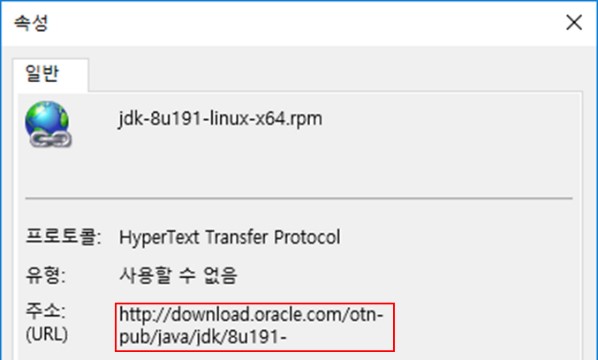 속성
일반
jdk-8u191-linux-x64.rpm
프로토콜: HyperText Transfer Protocol
유형: 사용할 수 없음
주소: http://download.oracle.com/otn-
(URL) pub/java/jdk/8u191-